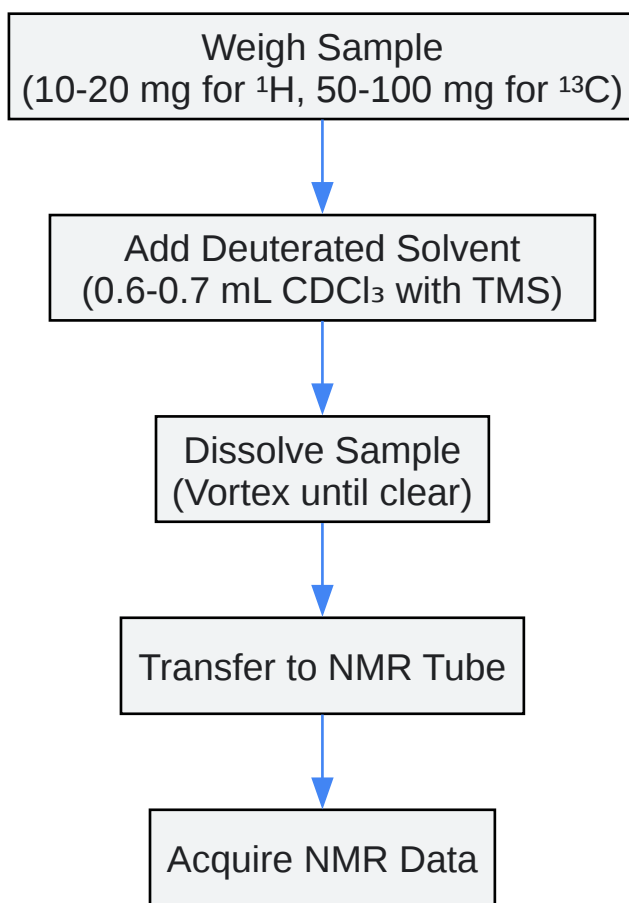 Weigh Sample
(10-20 mg for ¹H, 50-100 mg for ¹³C)
Add Deuterated Solvent
(0.6-0.7 mL CDCl₃ with TMS)
Dissolve Sample
(Vortex until clear)
Transfer to NMR Tube
Acquire NMR Data